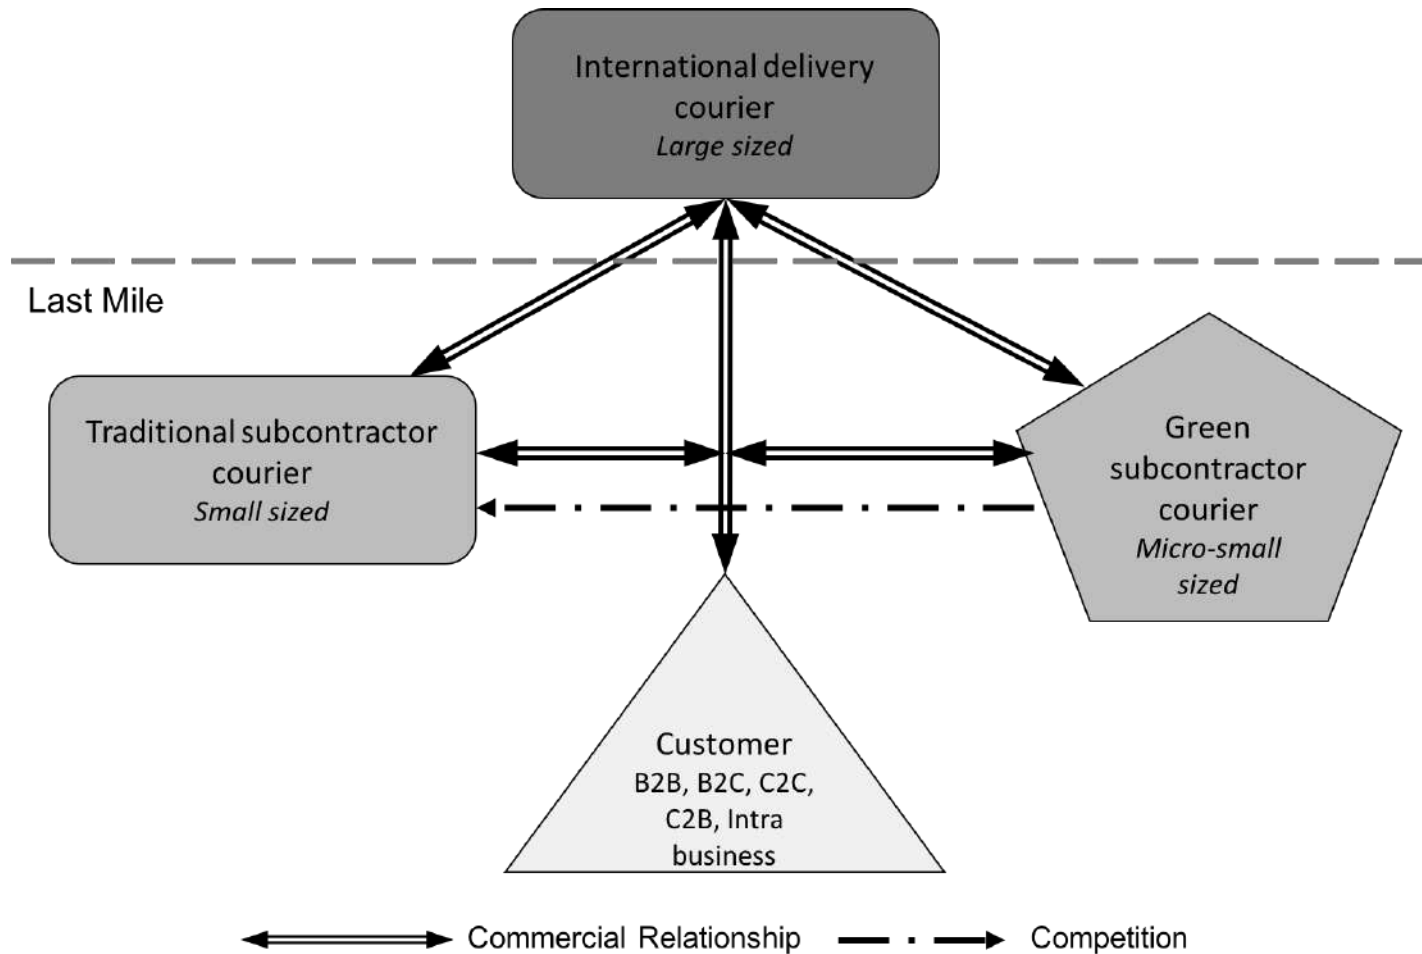 International delivery
courier
Large sized
Last Mile
Traditional subcontractor
courier
Small sized
Green
subcontractor
courier
Micro-small
sized
Customer
B2B, B2C, C2C,
C2B, Intra
business
Commercial Relationship
Competition